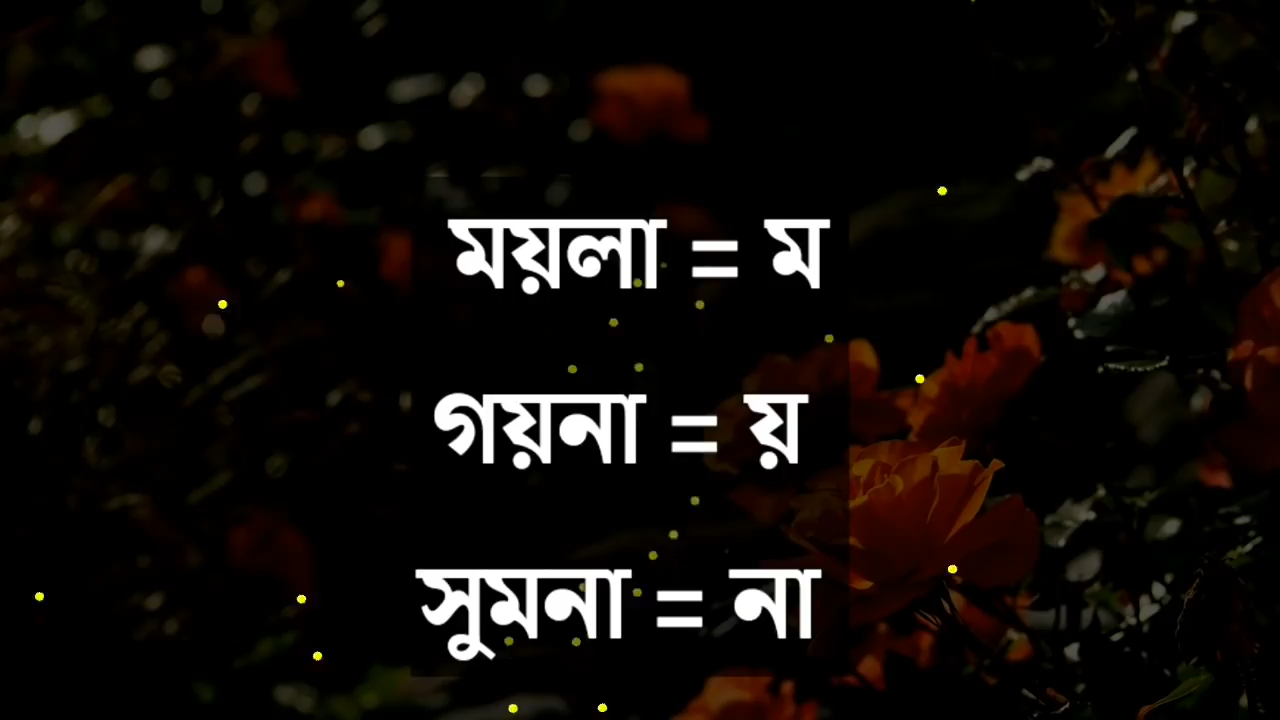 ময়লা = ম
গয়না = য়
সুমনা = না